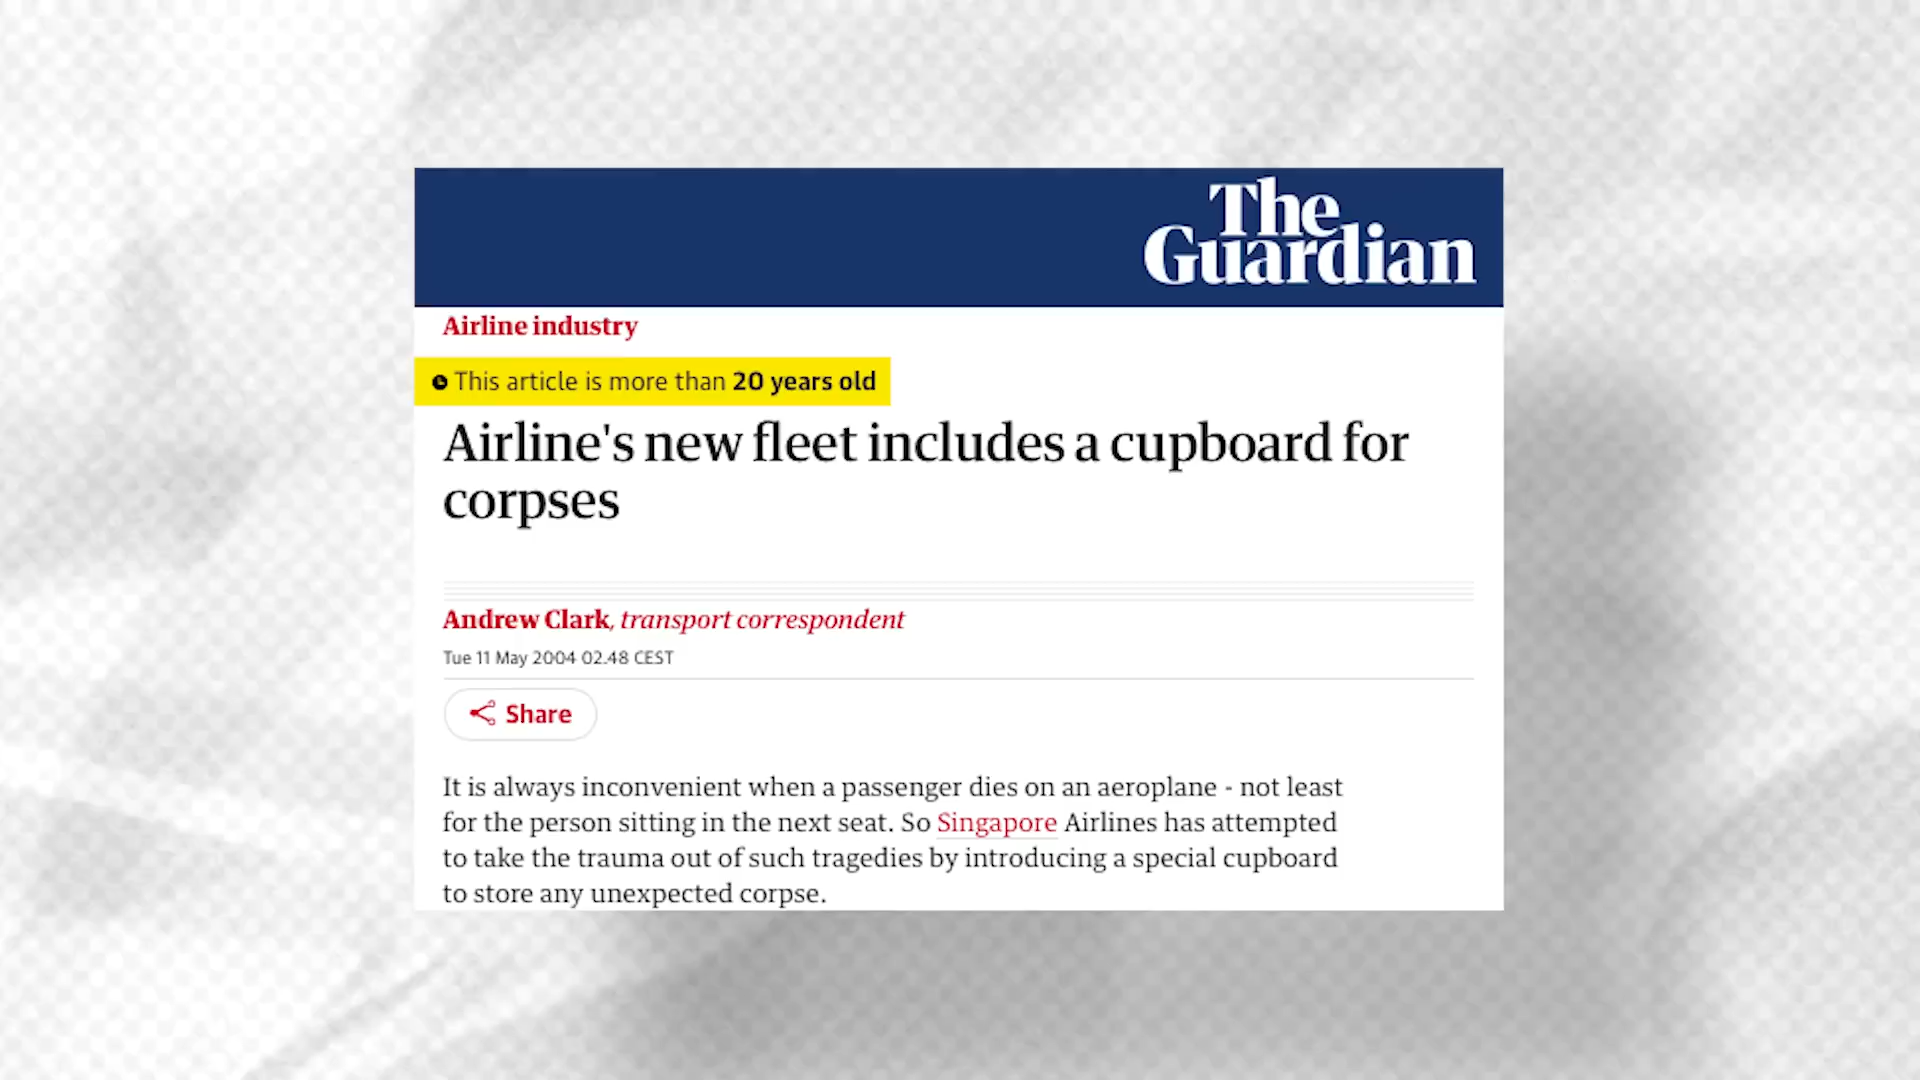 The
Guardian
Airline industry
This article is more than 20 years old
Airline's new fleet includes a cupboard for
corpses
Andrew Clark, transport correspondent
Tue 11 May 2004 02.48 CEST
Share
It is always inconvenient when a passenger dies on an aeroplane - not least
for the person sitting in the next seat. So Singapore Airlines has attempted
to take the trauma out of such tragedies by introducing a special cupboard
to store any unexpected corpse.